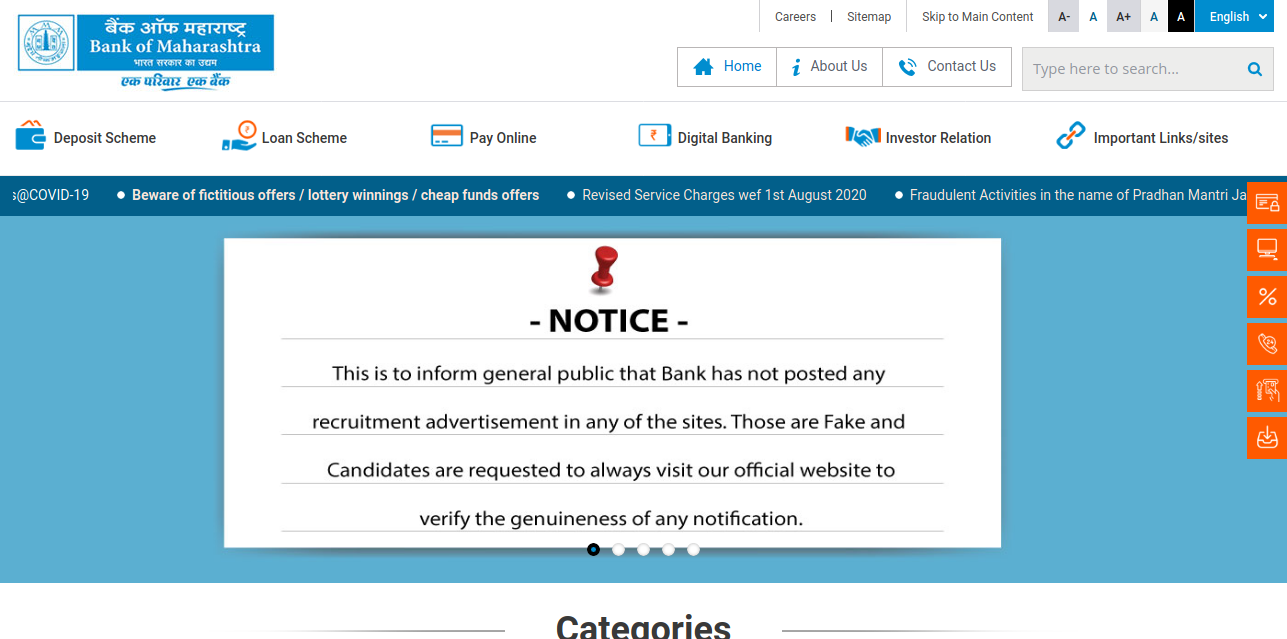 Careers | Sitemap
Skip to Main Content
A- A A+ A A
English
बैंक ऑफ महाराष्ट्र
Bank of Maharashtra
भारत सरकार का उद्यम
एक परिवार एक बैंक
Home
About Us
Contact Us
Type here to search...
Deposit Scheme
Loan Scheme
Pay Online
Digital Banking
Investor Relation
Important Links/sites
@COVID-19 ● Beware of fictitious offers / lottery winnings / cheap funds offers ● Revised Service Charges wef 1st August 2020 ● Fraudulent Activities in the name of Pradhan Mantri
- NOTICE -
This is to inform general public that Bank has not posted any
recruitment advertisement in any of the sites. Those are Fake and
Candidates are requested to always visit our official website to
verify the genuineness of any notification.
Categories